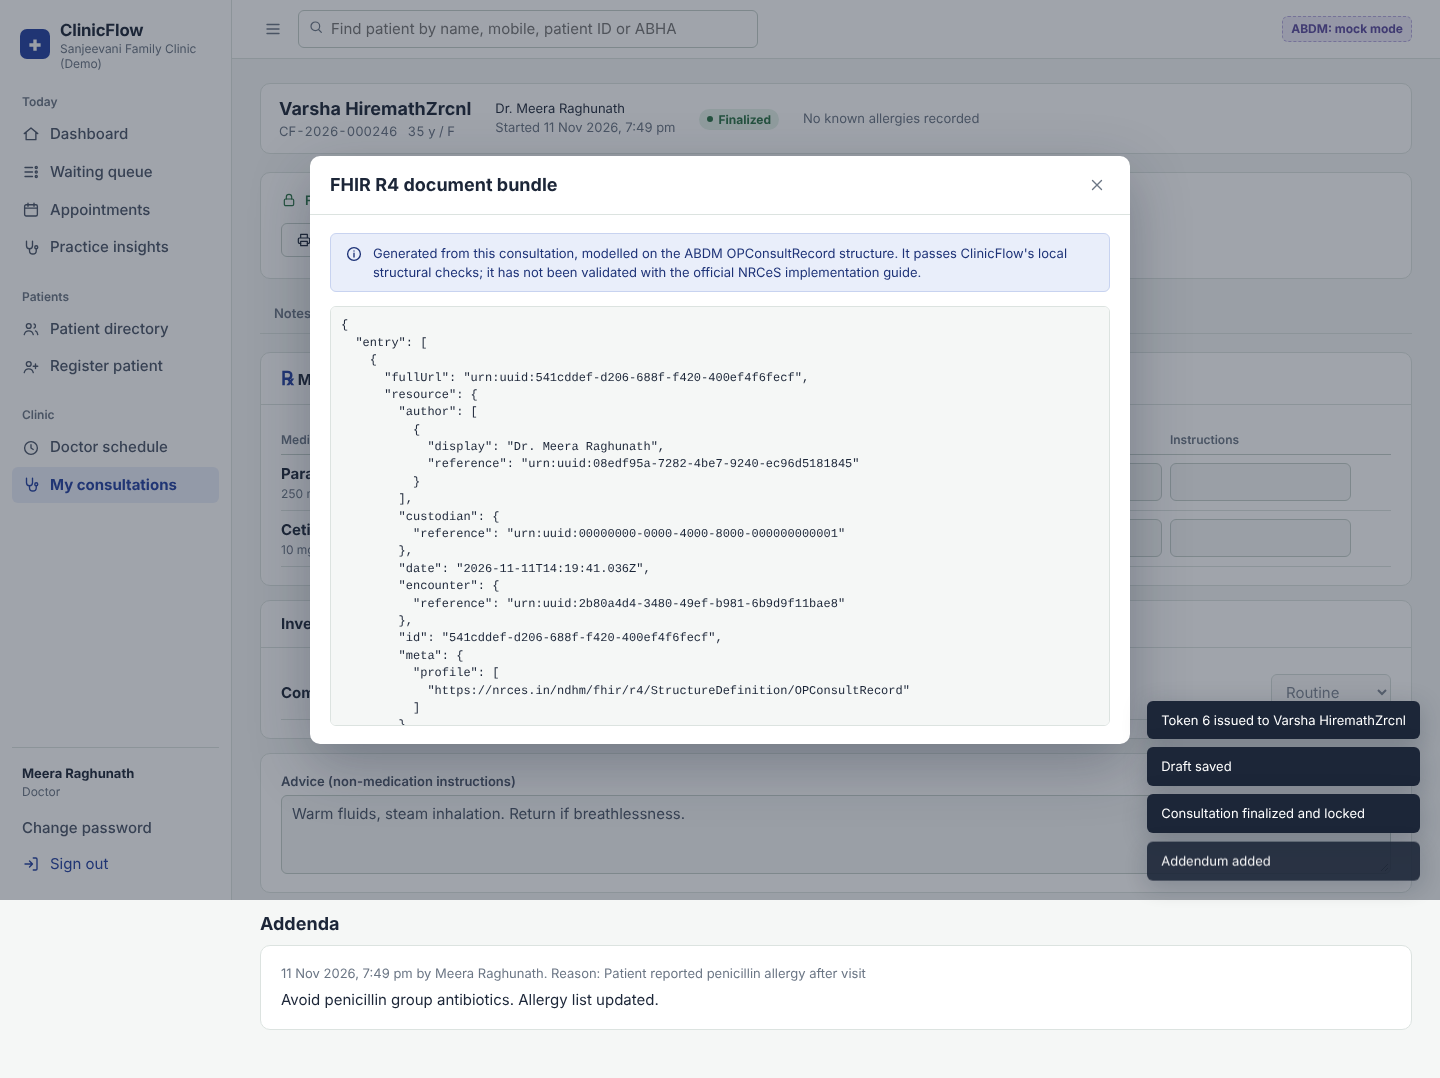 ClinicFlow
Sanjeevani Family Clinic
(Demo)
Today
Dashboard
Waiting queue
Appointments
Practice insights
Patients
Patient directory
Register patient
Clinic
Doctor schedule
My consultations
Meera Raghunath
Doctor
Change password
Sign out
Find patient by name, mobile, patient ID or ABHA
ABDM: mock mode
Varsha HiremathZrcnl
CF-2026-000246 35 y / F
Dr. Meera Raghunath
Started 11 Nov 2026, 7:49 pm
Finalized
No known allergies recorded
FHIR R4 document bundle
Generated from this consultation, modelled on the ABDM OPConsultRecord structure. It passes ClinicFlow's local
structural checks; it has not been validated with the official NRCeS implementation guide.
{
"entry": [
{
"fullUrl": "urn:uuid:541cddef-d206-688f-f420-400ef4f6fecf",
"resource": {
"author": [
{
"display": "Dr. Meera Raghunath",
"reference": "urn:uuid:08edf95a-7282-4be7-9240-ec96d5181845"
}
],
"custodian": {
"reference": "urn:uuid:00000000-0000-4000-8000-000000000001"
},
"date": "2026-11-11T14:19:41.036Z",
"encounter": {
"reference": "urn:uuid:2b80a4d4-3480-49ef-b981-6b9d9f11bae8"
},
"id": "541cddef-d206-688f-f420-400ef4f6fecf",
"meta": {
"profile": [
"https://nrces.in/ndhm/fhir/r4/StructureDefinition/OPConsultRecord"
]
}
Notes
Instructions
Routine
Advice (non-medication instructions)
Warm fluids, steam inhalation. Return if breathlessness.
Token 6 issued to Varsha HiremathZrcnl
Draft saved
Consultation finalized and locked
Addendum added
Addenda
11 Nov 2026, 7:49 pm by Meera Raghunath. Reason: Patient reported penicillin allergy after visit
Avoid penicillin group antibiotics. Allergy list updated.